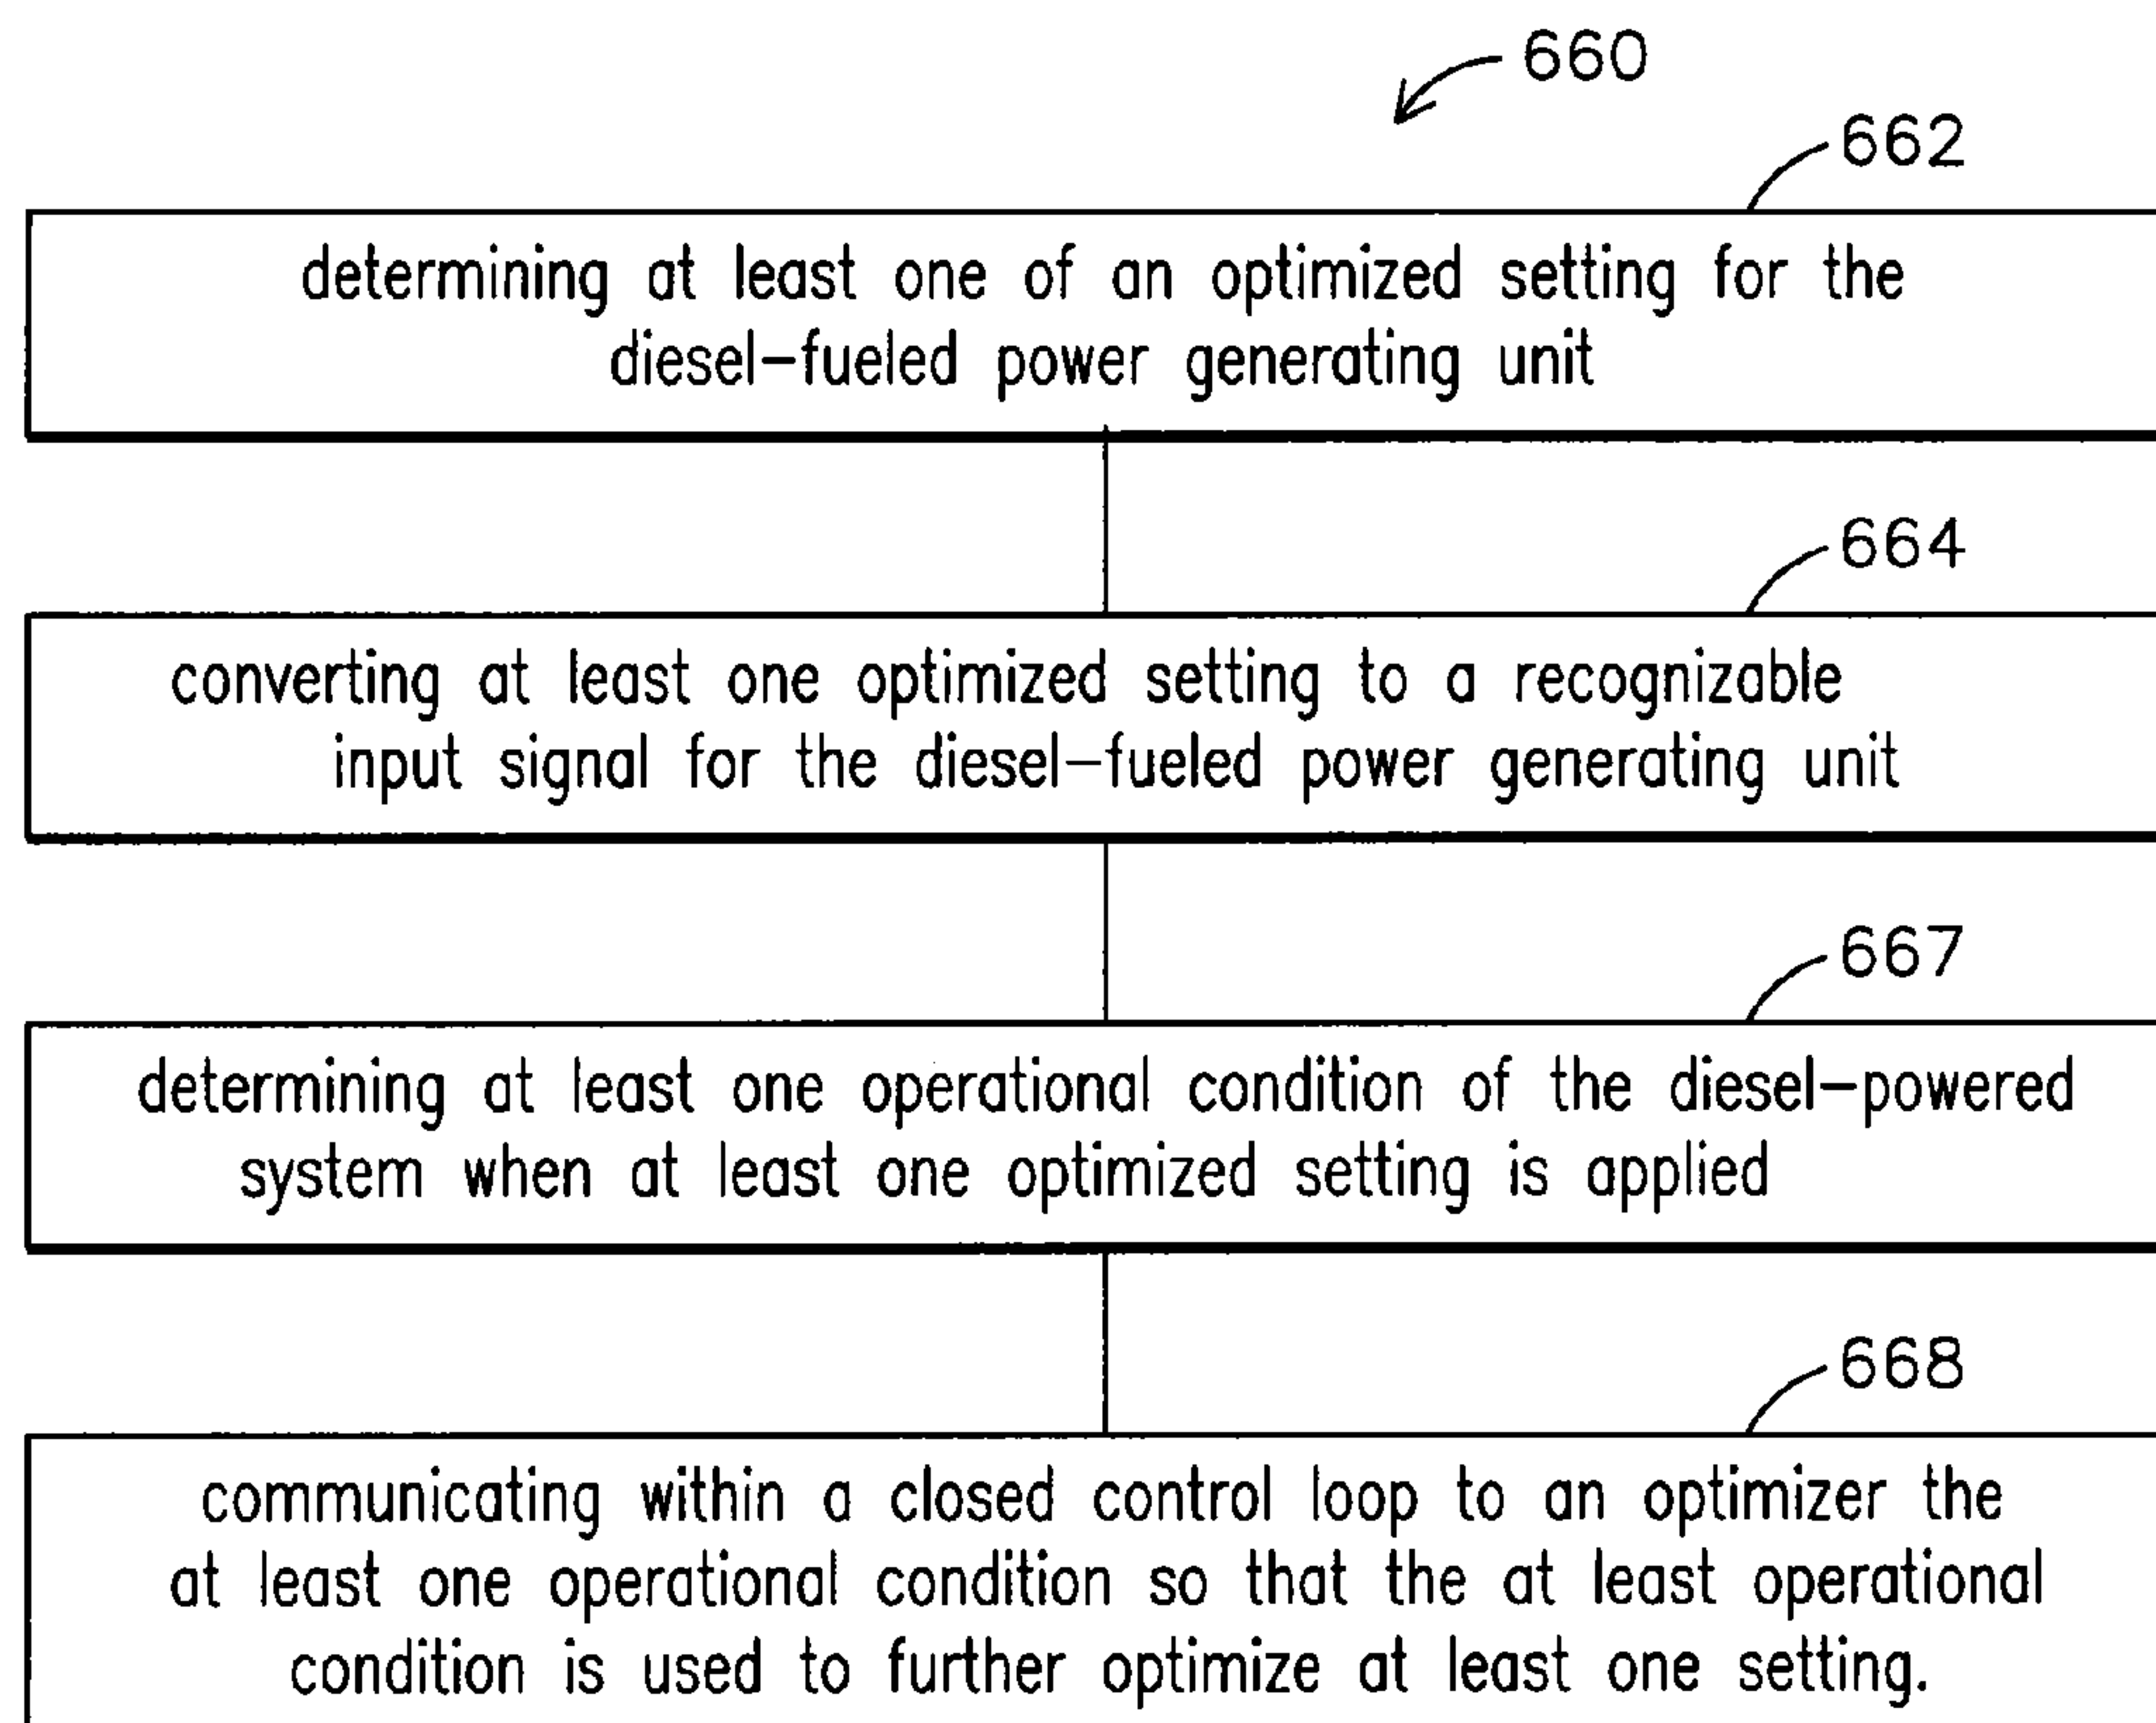 660
662
determining at least one of an optimized setting for the
diesel-fueled power generating unit
664
converting at least one optimized setting to a recognizable
input signal for the diesel-fueled power generating unit
667
determining at least one operational condition of the diesel-powered
system when at least one optimized setting is applied
668
communicating within a closed control loop to an optimizer the
at least one operational condition so that the at least operational
condition is used to further optimize at least one setting.